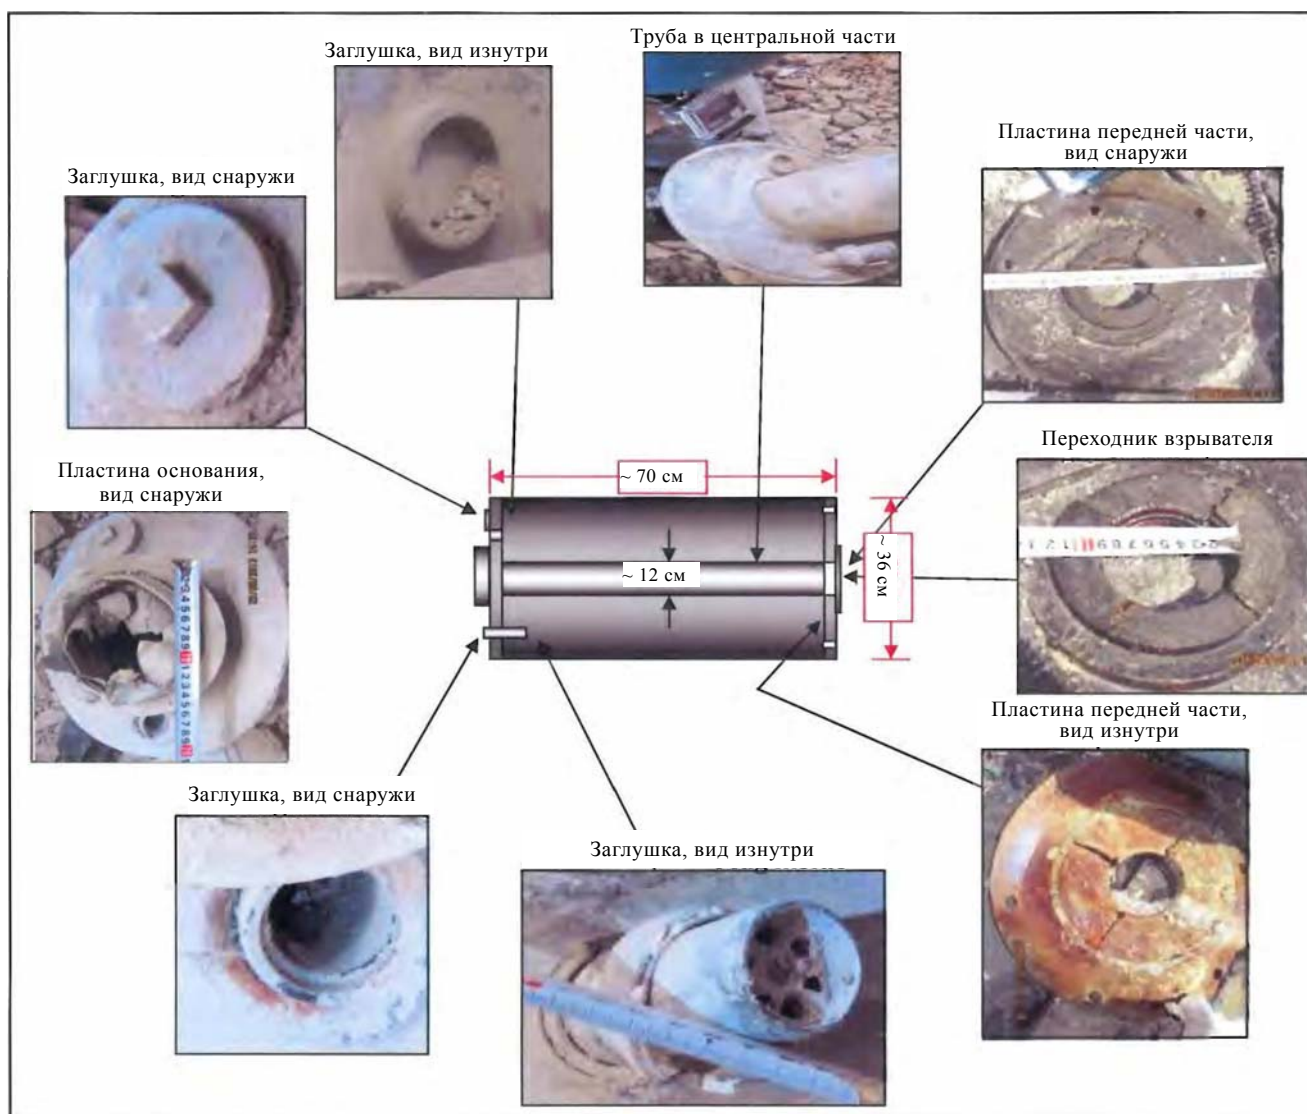 Заглушка, вид изнутри
Труба в центральной части
Пластина передней части,
вид снаружи
Заглушка, вид снаружи
Переходник взрывателя
Пластина основания,
вид снаружи
~ 70 см
~ 12 см
~ 36 см
Пластина передней части,
вид изнутри
Заглушка, вид снаружи
Заглушка, вид изнутри